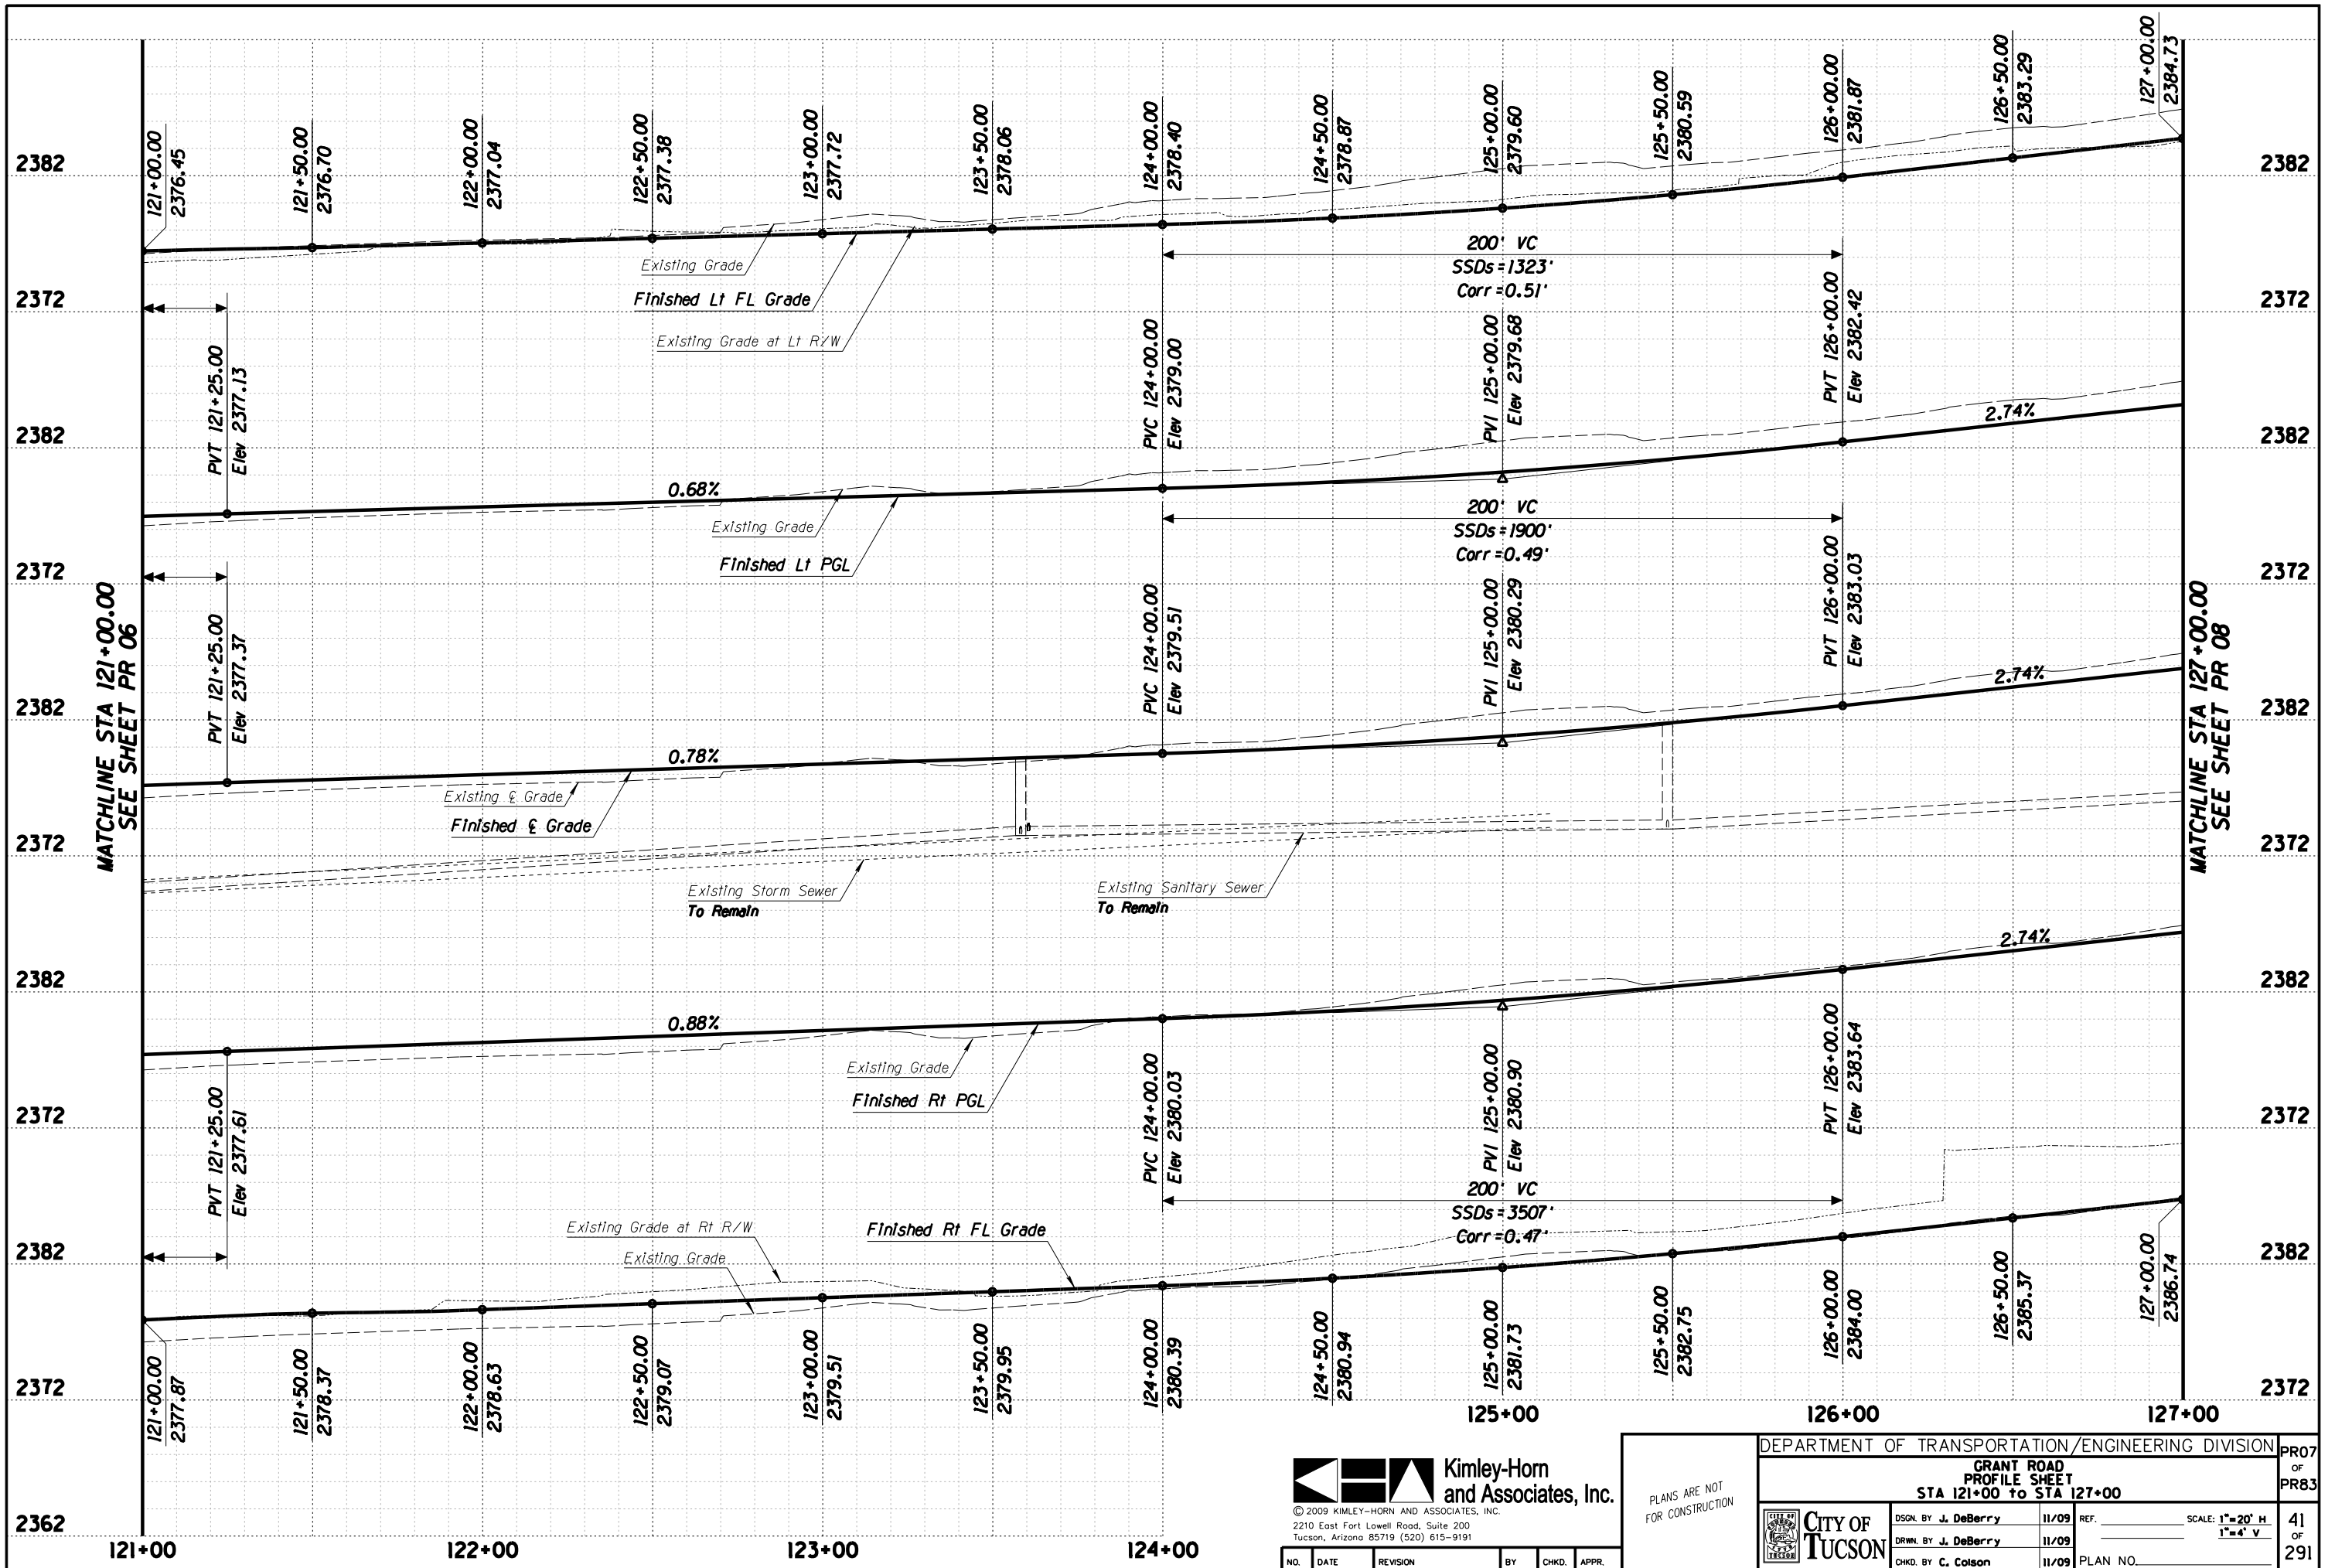 121+00.00
2376.45
121+50.00
2376.70
122+00.00
2377.04
122+50.00
2377.38
123+00.00
2377.72
123+50.00
2378.06
124+00.00
2378.40
124+50.00
2378.87
125+00.00
2379.60
125+50.00
2380.59
126+00.00
2381.87
126+50.00
2383.29
127+00.00
2384.73
2382
2382
Existing Grade
Finished Lt FL Grade
Existing Grade at Lt R/W
200' VC
SSDs=1323'
Corr=0.51'
2372
2372
PVT 121+25.00
Elev 2377.13
PVC 124+00.00
Elev 2379.00
PVI 125+00.00
Elev 2379.68
PVT 126+00.00
Elev 2382.42
2.74%
2382
2382
0.68%
Existing Grade
Finished Lt PGL
200' VC
SSDs=1900'
Corr=0.49'
2372
2372
MATCHLINE STA 121+00.00
SEE SHEET PR 06
PVT 121+25.00
Elev 2377.37
PVC 124+00.00
Elev 2379.51
PVI 125+00.00
Elev 2380.29
PVT 126+00.00
Elev 2383.03
2.74%
MATCHLINE STA 127+00.00
SEE SHEET PR 08
2382
2382
0.78%
Existing ℄ Grade
Finished ℄ Grade
2372
2372
Existing Storm Sewer
To Remain
Existing Sanitary Sewer
To Remain
2.74%
2382
2382
0.88%
Existing Grade
Finished Rt PGL
2372
2372
PVT 121+25.00
Elev 2377.61
PVC 124+00.00
Elev 2380.03
PVI 125+00.00
Elev 2380.90
PVT 126+00.00
Elev 2383.64
200' VC
SSDs=3507'
Corr=0.47'
Existing Grade at Rt R/W
Existing Grade
Finished Rt FL Grade
2382
2382
121+00.00
2377.87
121+50.00
2378.37
122+00.00
2378.63
122+50.00
2379.07
123+00.00
2379.51
123+50.00
2379.95
124+00.00
2380.39
124+50.00
2380.94
125+00.00
2381.73
125+50.00
2382.75
126+00.00
2384.00
126+50.00
2385.37
127+00.00
2386.74
2372
2372
125+00
126+00
127+00
2362
121+00
122+00
123+00
124+00
Kimley-Horn
and Associates, Inc.
© 2009 KIMLEY-HORN AND ASSOCIATES, INC.
2210 East Fort Lowell Road, Suite 200
Tucson, Arizona 85719 (520) 615-9191
NO. DATE REVISION BY CHKD. APPR.
PLANS ARE NOT
FOR CONSTRUCTION
DEPARTMENT OF TRANSPORTATION/ENGINEERING DIVISION
GRANT ROAD
PROFILE SHEET
STA 121+00 to STA 127+00
PR07
OF
PR83
CITY OF
TUCSON
DSGN. BY J. DeBerry 11/09
DRWN. BY J. DeBerry 11/09
CHKD. BY C. Colson 11/09
REF.
SCALE: 1"=20' H
1"=4' V
PLAN NO.
41
OF
291